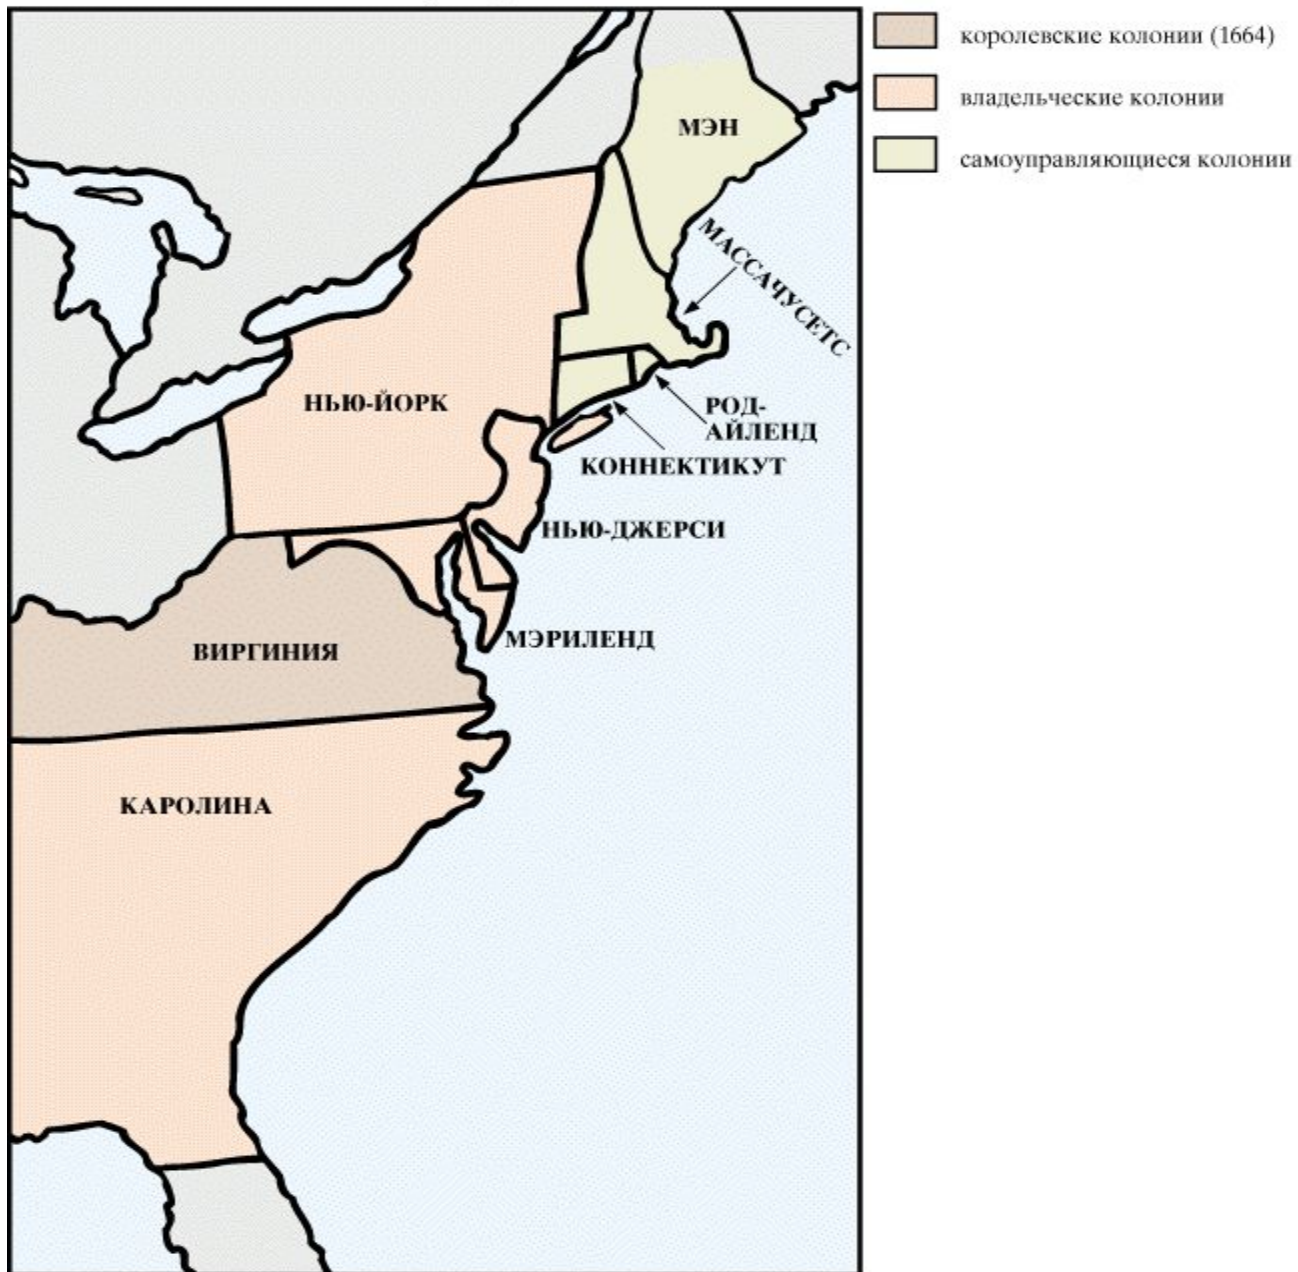 королевские колонии (1664)
владельческие колонии
самоуправляющиеся колонии
МЭН
МАССАЧУСЕТС
НЬЮ-ЙОРК
РОД-
АЙЛЕНД
КОННЕКТИКУТ
НЬЮ-ДЖЕРСИ
МЭРИЛЕНД
ВИРГИНИЯ
КАРОЛИНА